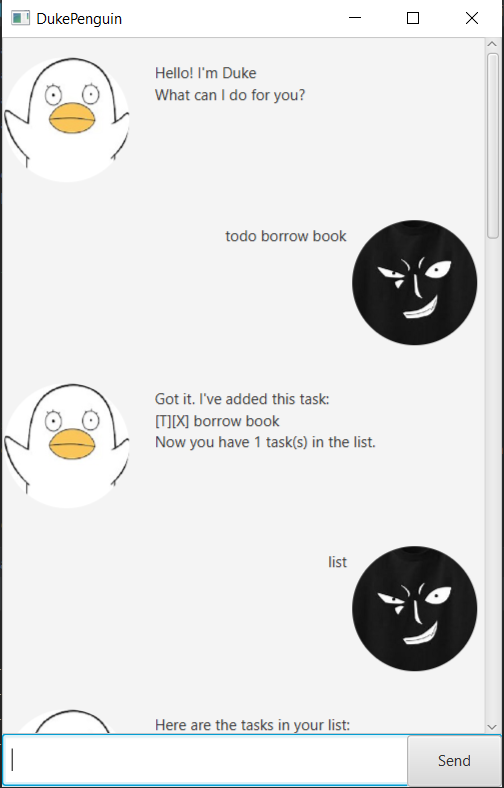 DukePenguin
Hello! I'm Duke
What can I do for you?
todo borrow book
Got it. I've added this task:
[T][X] borrow book
Now you have 1 task(s) in the list.
list
Here are the tasks in your list:
Send